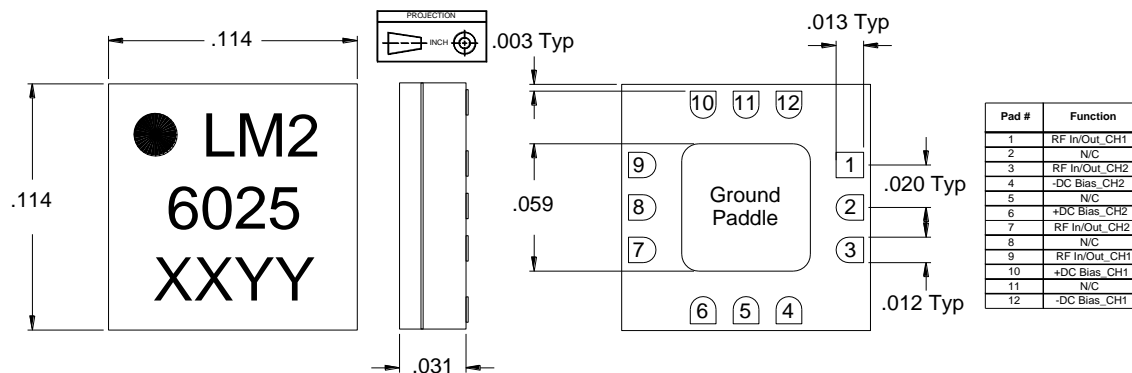 PROJECTION
INCH
.114
.114
LM2
6025
XXYY
.031
.003 Typ
.013 Typ
.059
.020 Typ
.012 Typ
10 11 12
9 1
8 2
7 3
6 5 4
Ground
Paddle
Pad # Function
1 RF In/Out_CH1
2 N/C
3 RF In/Out_CH2
4 -DC Bias_CH2
5 N/C
6 +DC Bias_CH2
7 RF In/Out_CH2
8 N/C
9 RF In/Out_CH1
10 +DC Bias_CH1
11 N/C
12 -DC Bias_CH1